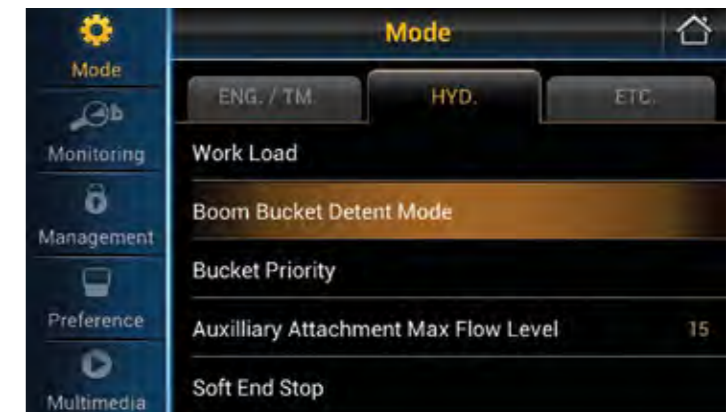 Mode
Mode
ENG. / TM.
HYD.
ETC.
Monitoring
Work Load
Management
Boom Bucket Detent Mode
Bucket Priority
Preference
Auxilliary Attachment Max Flow Level 15
Multimedia
Soft End Stop